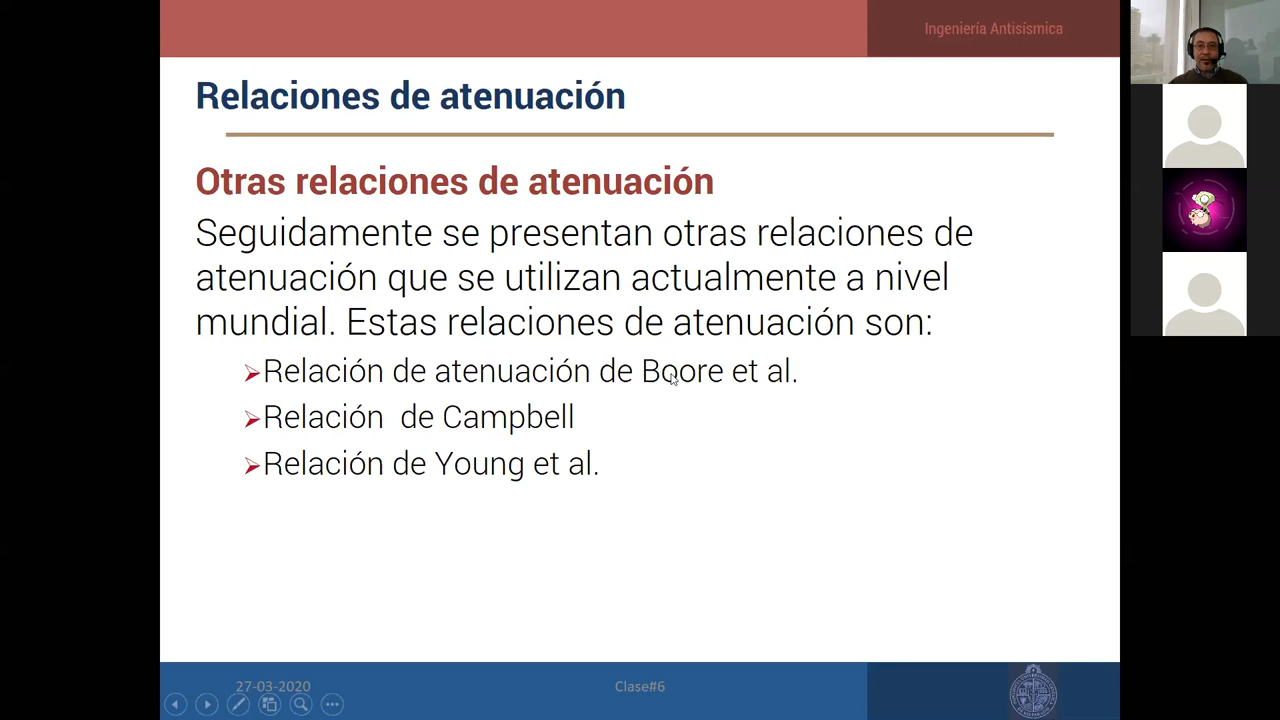 Ingeniería Antisísmica
Relaciones de atenuación
Otras relaciones de atenuación
Seguidamente se presentan otras relaciones de
atenuación que se utilizan actualmente a nivel
mundial. Estas relaciones de atenuación son:
Relación de atenuación de Boore et al.
Relación de Campbell
Relación de Young et al.
27-03-2020
Clase#6